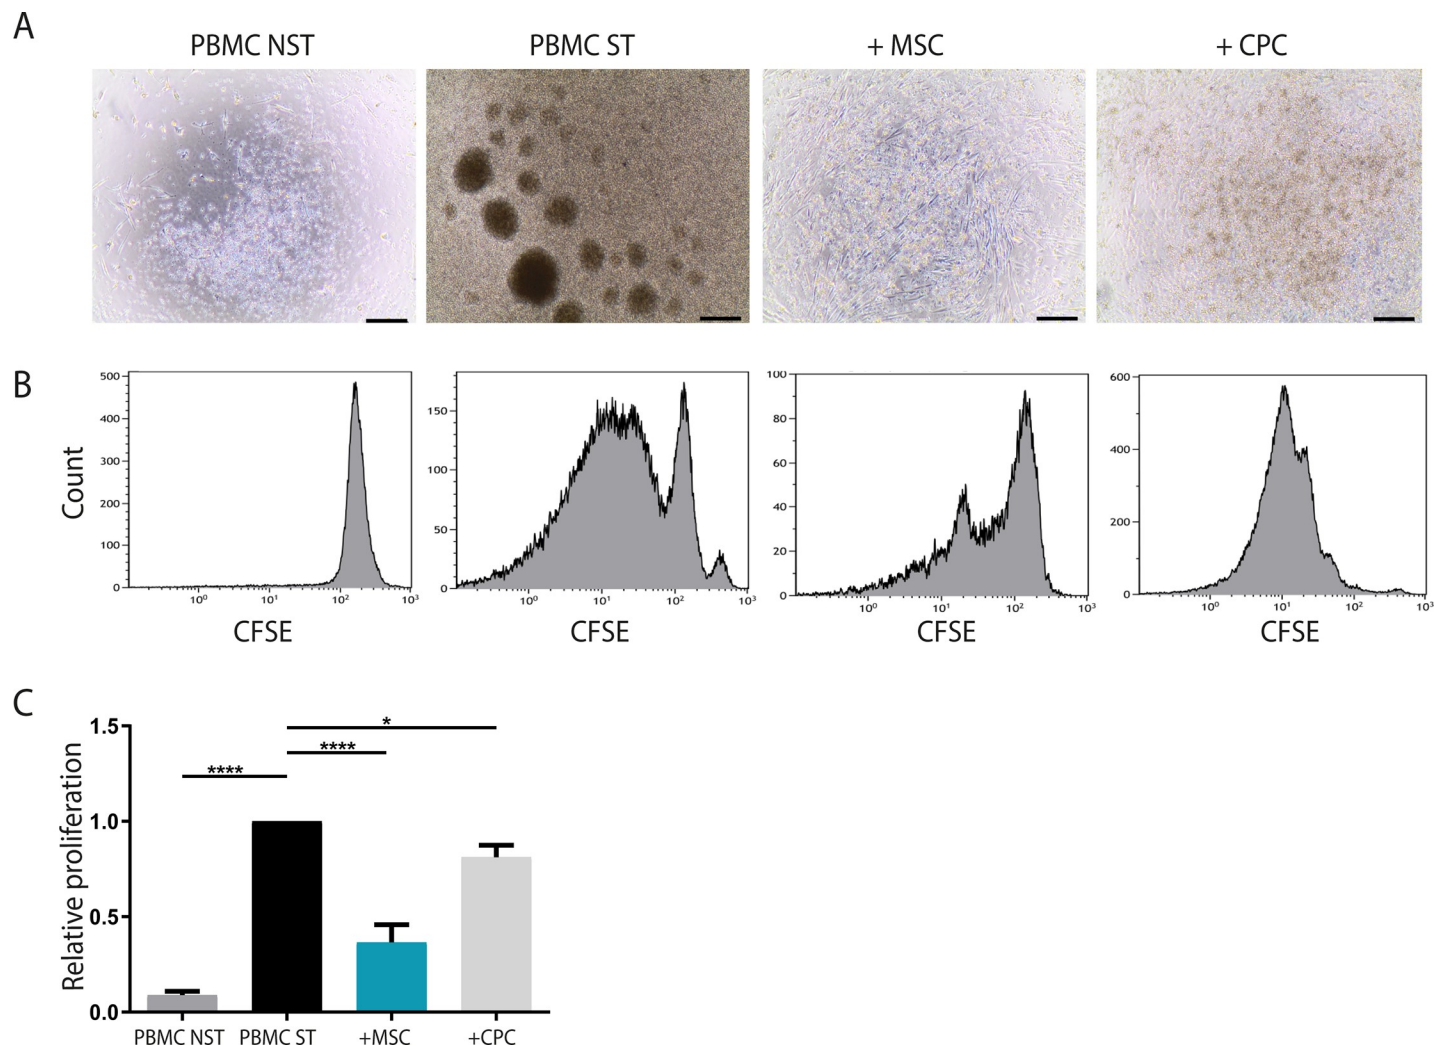 A
PBMC NST
PBMC ST
+ MSC
+ CPC
B
Count
500
400
300
200
100
0
10⁰
10¹
10²
10³
CFSE
150
100
50
0
10⁰
10¹
10²
10³
CFSE
100
80
60
40
20
0
10⁰
10¹
10²
10³
CFSE
600
400
200
0
10⁰
10¹
10²
10³
CFSE
C
Relative proliferation
1.5
1.0
0.5
0.0
*
****
****
PBMC NST
PBMC ST
+MSC
+CPC